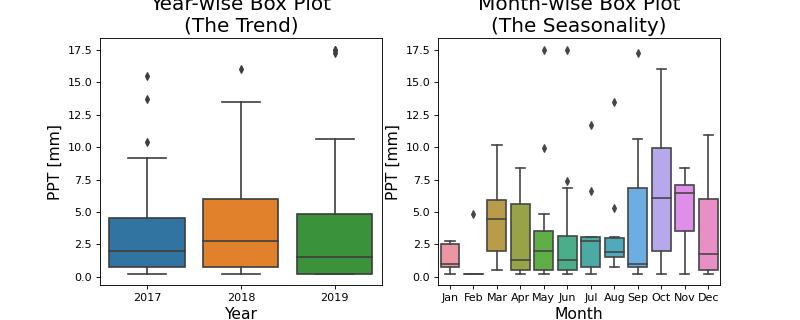 Year-wise Box Plot
(The Trend)
PPT [mm]
17.5
15.0
12.5
10.0
7.5
5.0
2.5
0.0
2017 2018 2019
Year
Month-wise Box Plot
(The Seasonality)
PPT [mm]
17.5
15.0
12.5
10.0
7.5
5.0
2.5
0.0
Jan Feb Mar Apr May Jun Jul Aug Sep Oct Nov Dec
Month